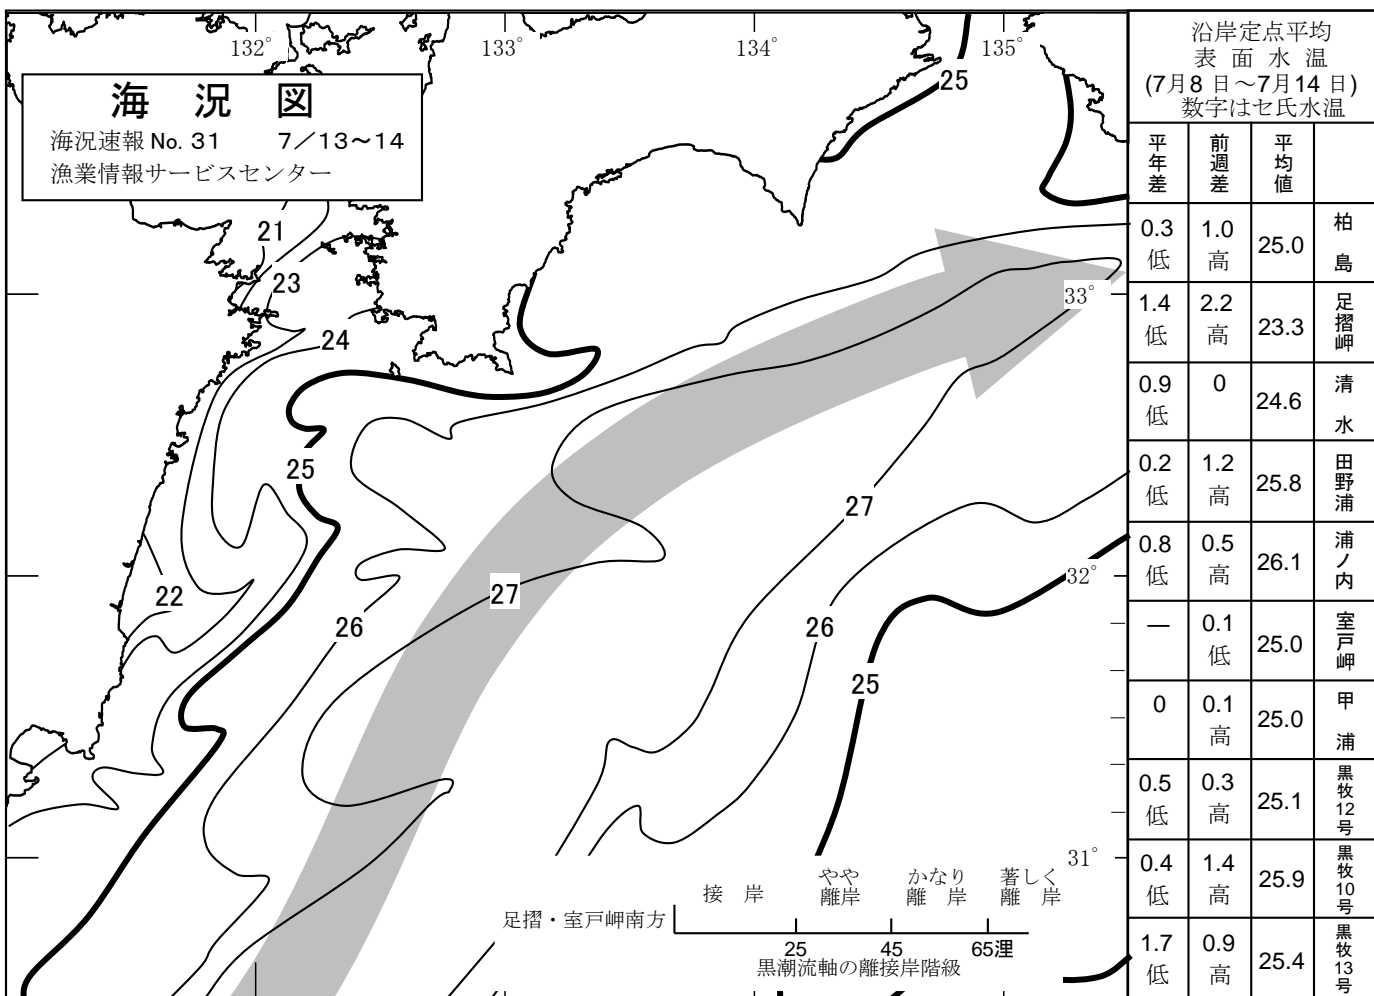 132°
133°
134°
135°
海 況 図
海況速報 No. 31 7/13~14
漁業情報サービスセンター
25
21
23
24
25
22
26
27
27
26
25
33°
32°
31°
接 岸
やや
離岸
かなり
離 岸
著しく
離 岸
足摺・室戸岬南方
25
45
65浬
黒潮流軸の離接岸階級
沿岸定点平均
表 面 水 温
(7月8 日～7月14 日)
数字はセ氏水温
平年差 前週差 平均値
0.3低 1.0高 25.0 柏島
1.4低 2.2高 23.3 足摺岬
0.9低 0 24.6 清水
0.2低 1.2高 25.8 田野浦
0.8低 0.5高 26.1 浦ノ内
― 0.1低 25.0 室戸岬
0 0.1高 25.0 甲浦
0.5低 0.3高 25.1 黒牧12号
0.4低 1.4高 25.9 黒牧10号
1.7低 0.9高 25.4 黒牧13号